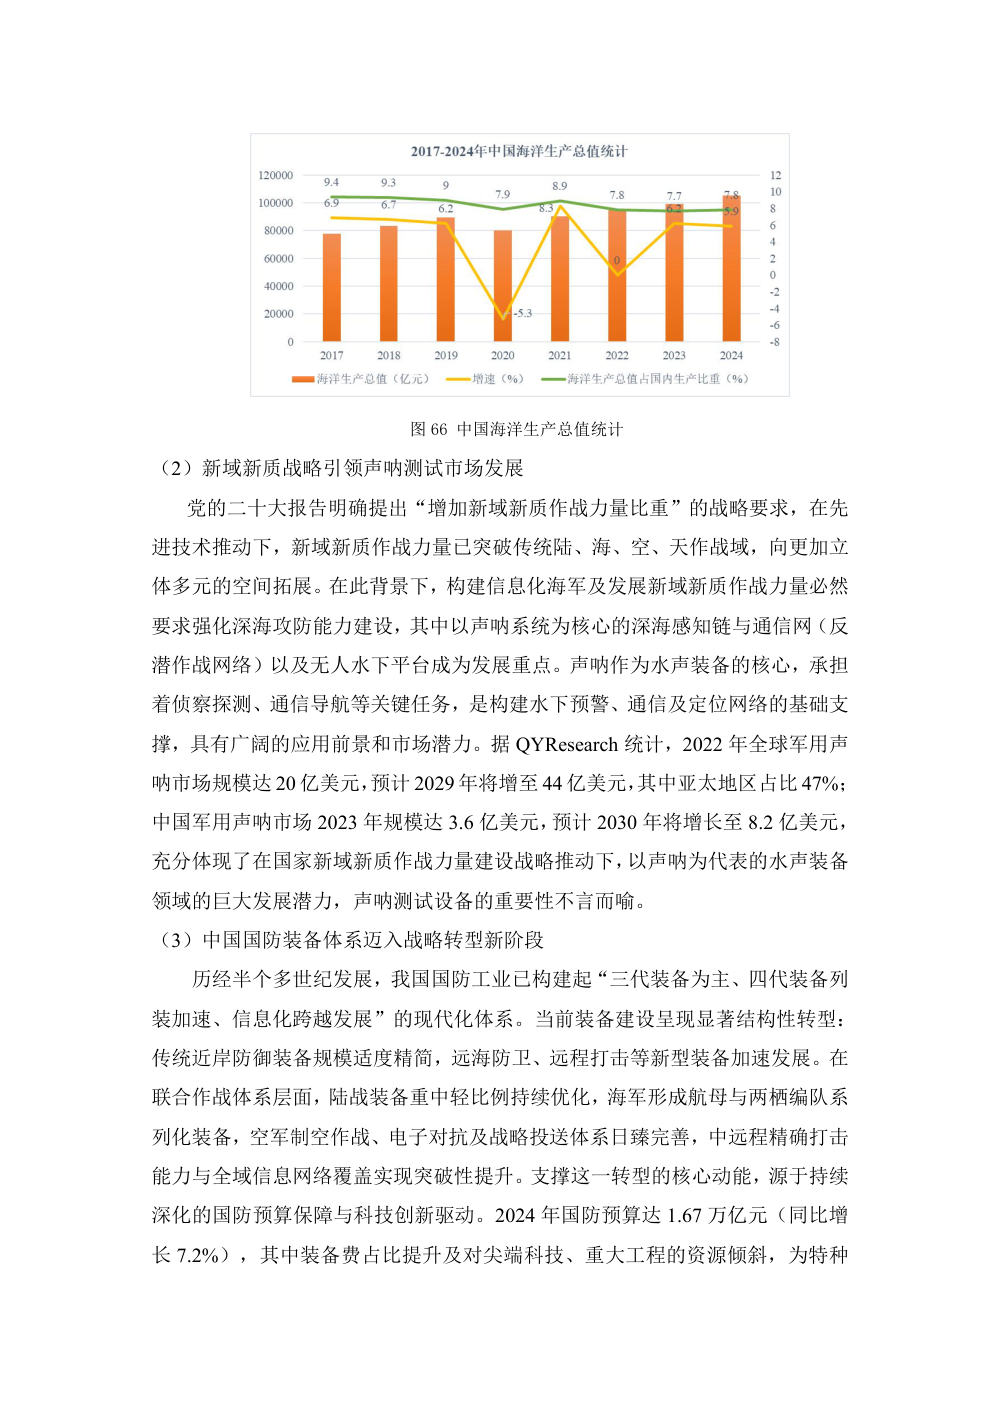 2017-2024年中国海洋生产总值统计
120000 12
9.4 9.3 9 7.9 8.9 7.8 7.7 7.8
100000 10
6.9 6.7 6.2 8.3 6.2 5.9
80000 8
60000 6
40000 4
20000 2
0 0
0 -2
-5.3 -4
-6
-8
2017 2018 2019 2020 2021 2022 2023 2024
海洋生产总值（亿元） 增速（%） 海洋生产总值占国内生产比重（%）
图 66 中国海洋生产总值统计
（2）新域新质战略引领声呐测试市场发展
党的二十大报告明确提出“增加新域新质作战力量比重”的战略要求，在先
进技术推动下，新域新质作战力量已突破传统陆、海、空、天作战域，向更加立
体多元的空间拓展。在此背景下，构建信息化海军及发展新域新质作战力量必然
要求强化深海攻防能力建设，其中以声呐系统为核心的深海感知链与通信网（反
潜作战网络）以及无人水下平台成为发展重点。声呐作为水声装备的核心，承担
着侦察探测、通信导航等关键任务，是构建水下预警、通信及定位网络的基础支
撑，具有广阔的应用前景和市场潜力。据 QYResearch 统计，2022 年全球军用声
呐市场规模达 20 亿美元，预计 2029 年将增至 44 亿美元，其中亚太地区占比 47%；
中国军用声呐市场 2023 年规模达 3.6 亿美元，预计 2030 年将增长至 8.2 亿美元，
充分体现了在国家新域新质作战力量建设战略推动下，以声呐为代表的水声装备
领域的巨大发展潜力，声呐测试设备的重要性不言而喻。
（3）中国国防装备体系迈入战略转型新阶段
历经半个多世纪发展，我国国防工业已构建起“三代装备为主、四代装备列
装加速、信息化跨越发展”的现代化体系。当前装备建设呈现显著结构性转型：
传统近岸防御装备规模适度精简，远海防卫、远程打击等新型装备加速发展。在
联合作战体系层面，陆战装备重中轻比例持续优化，海军形成航母与两栖编队系
列化装备，空军制空作战、电子对抗及战略投送体系日臻完善，中远程精确打击
能力与全域信息网络覆盖实现突破性提升。支撑这一转型的核心动能，源于持续
深化的国防预算保障与科技创新驱动。2024 年国防预算达 1.67 万亿元（同比增
长 7.2%），其中装备费占比提升及对尖端科技、重大工程的资源倾斜，为特种